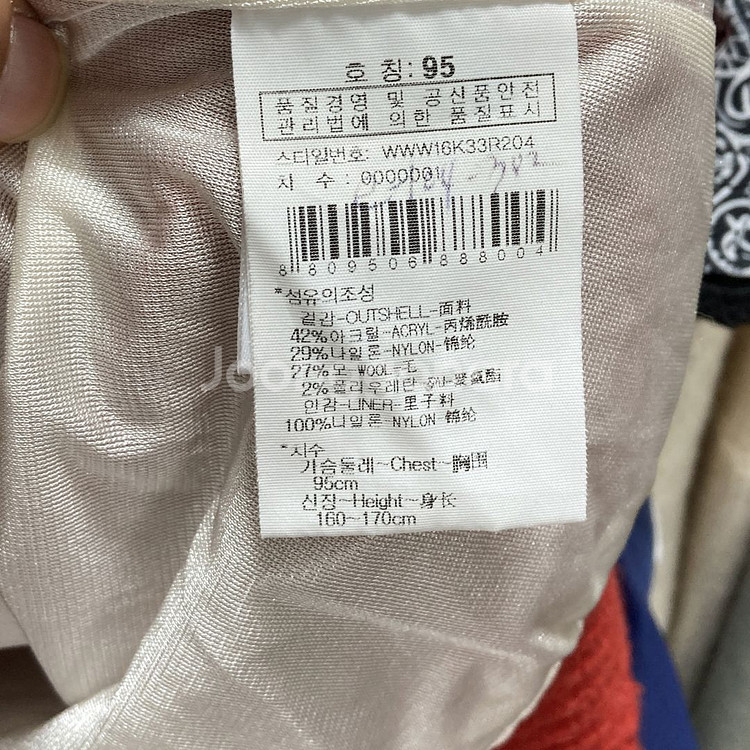 호 칭: 95
품질경영 및 공산품안전
관리법에 의한 품질표시
스타일번호: WWW16K33R204
치 수 : 0000001
8 809506 888004
*섬유의조성
겉감-OUTSHELL-面料
42%아크릴-ACRYL-丙烯酰胺
29%나일론-NYLON-锦纶
27%모-WOOL-毛
2%폴리우레탄
안감-LINER-里子料
100%나일론-NYLON-锦纶
*치수
가슴둘레-Chest-胸围
95cm
신장-Height-身长
160~170cm